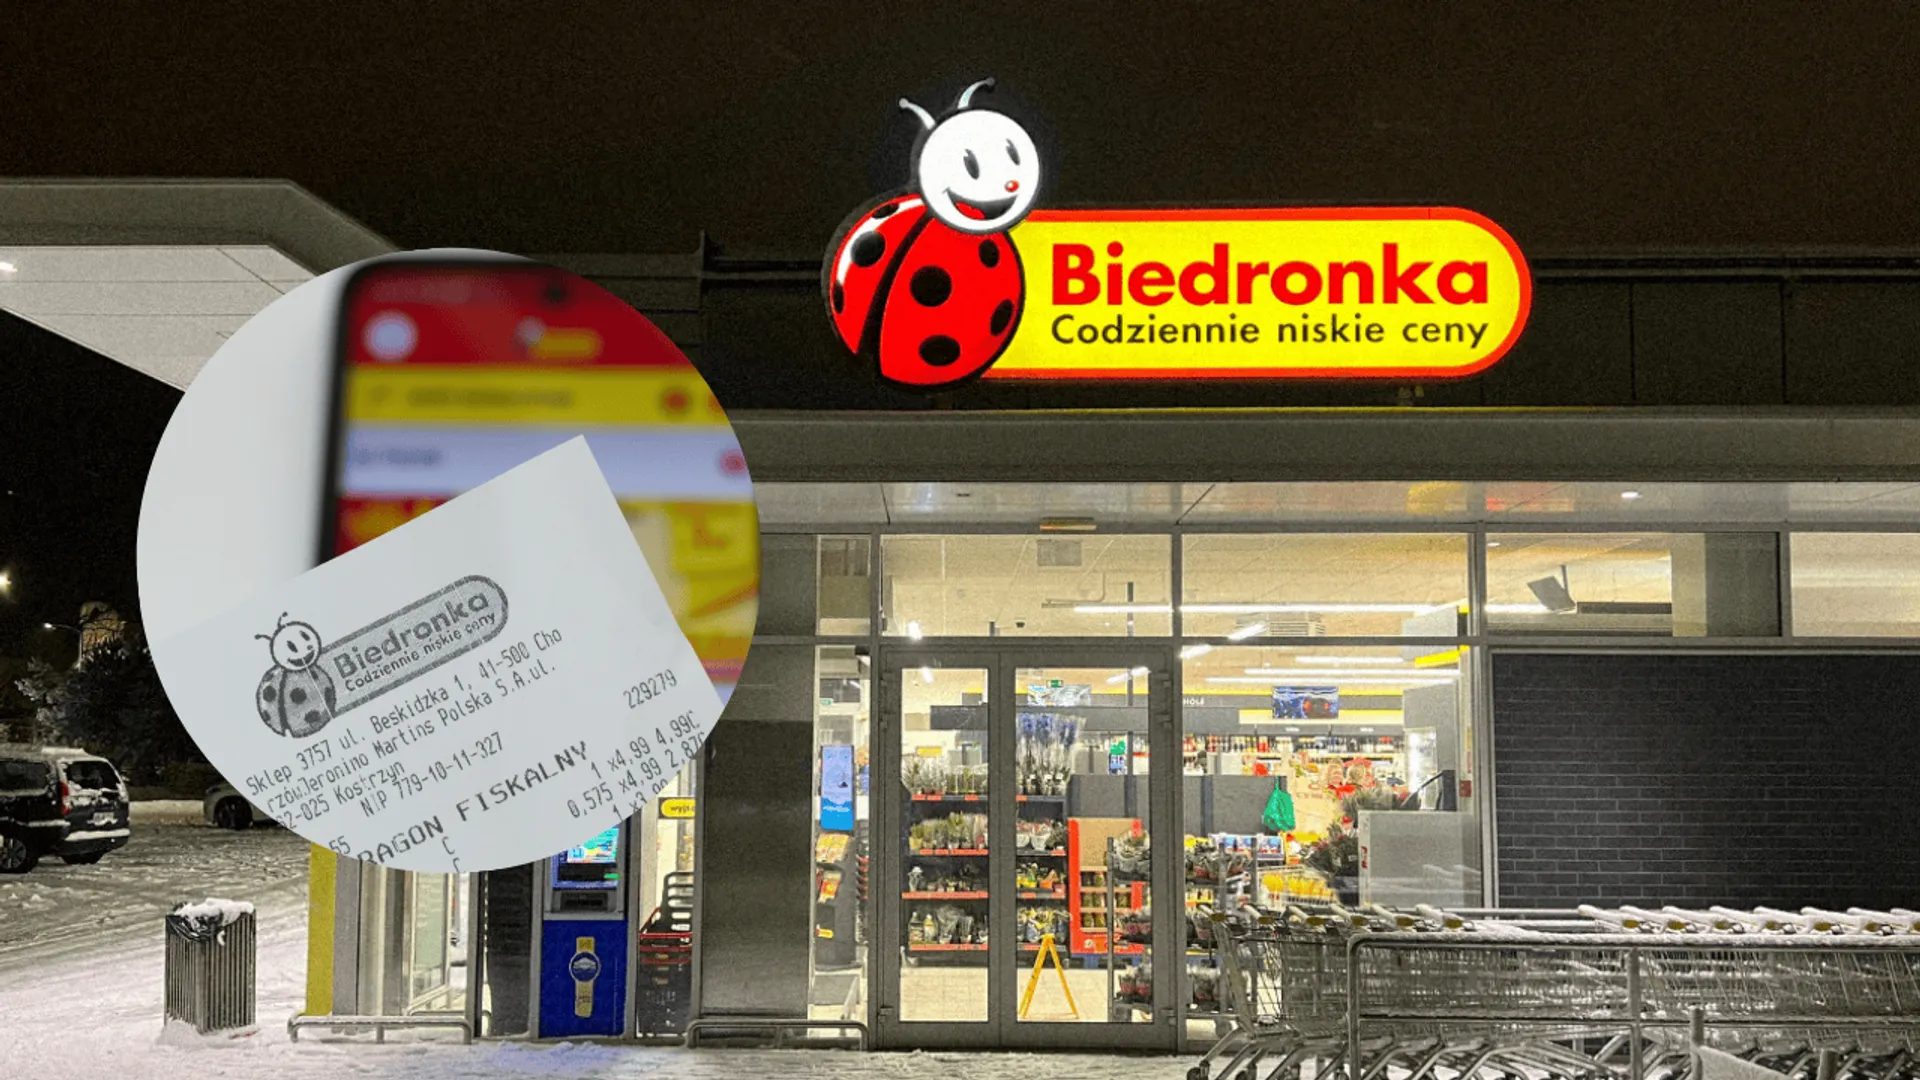 Biedronka
Codziennie niskie ceny
Biedronka
Codziennie niskie ceny
Sklep 3757 ul. Beskidzka 1, 41-500 Cho
rzów Jeronimo Martins Polska S.A. ul.
62-025 Kostrzyn
NIP 779-10-11-327
229279
55
PARAGON FISKALNY
C 1 x4,99 4,99C
C 0,575 x4,99 2,87C